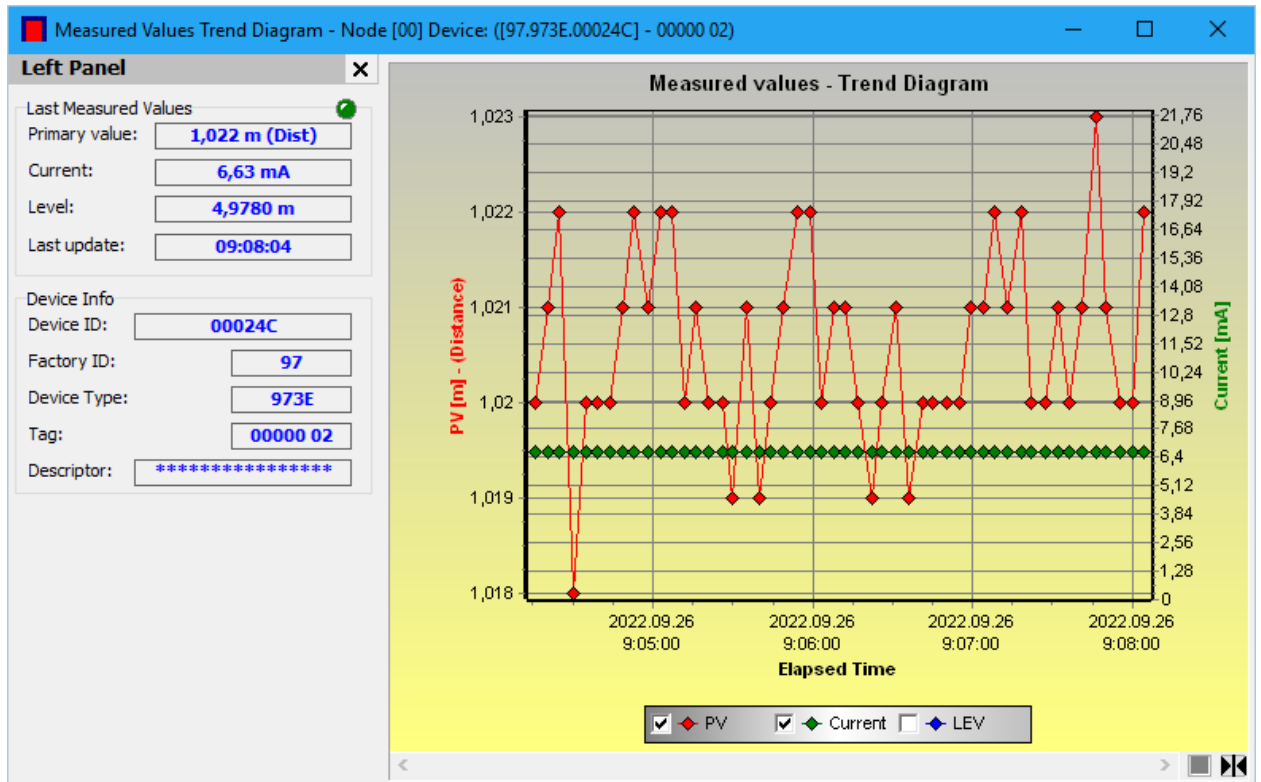 Measured Values Trend Diagram - Node [00] Device: ([97.973E.00024C] - 00000 02)
Left Panel
Last Measured Values
Primary value: 1,022 m (Dist)
Current: 6,63 mA
Level: 4,9780 m
Last update: 09:08:04
Device Info
Device ID: 00024C
Factory ID: 97
Device Type: 973E
Tag: 00000 02
Descriptor: ****************
Measured values - Trend Diagram
PV [m] - (Distance)
1,023
1,022
1,021
1,02
1,019
1,018
21,76
20,48
19,2
17,92
16,64
15,36
14,08
12,8
11,52
10,24
8,96
7,68
6,4
5,12
3,84
2,56
1,28
0
Current [mA]
2022.09.26 2022.09.26 2022.09.26 2022.09.26
9:05:00 9:06:00 9:07:00 9:08:00
Elapsed Time
PV Current LEV